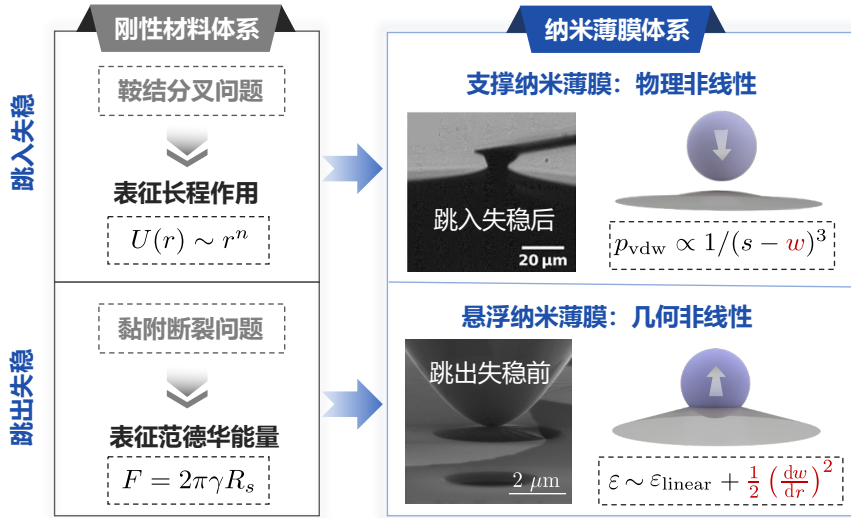 刚性材料体系
纳米薄膜体系
跳入失稳
鞍结分叉问题
表征长程作用
U(r) ∼ rⁿ
支撑纳米薄膜：物理非线性
跳入失稳后
20 μm
p_vdw ∝ 1/(s − w)³
跳出失稳
黏附断裂问题
表征范德华能量
F = 2πγR_s
悬浮纳米薄膜：几何非线性
跳出失稳前
2 μm
ε ∼ ε_linear + 1/2 (dw/dr)²